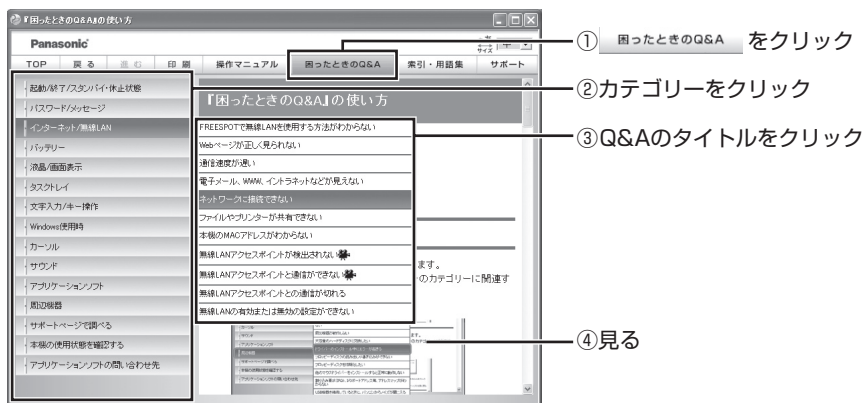 『困ったときのQ&A』の使い方
Panasonic
サイズ 中
TOP 戻る 進む 印刷 操作マニュアル 困ったときのQ&A 索引・用語集 サポート
起動/終了/スタンバイ・休止状態
パスワード/メッセージ
インターネット/無線LAN
バッテリー
液晶/画面表示
タスクトレイ
文字入力/キー操作
Windows使用時
カーソル
サウンド
アプリケーションソフト
周辺機器
サポートページで調べる
本機の使用状態を確認する
アプリケーションソフトの問い合わせ先
『困ったときのQ&A』の使い方
FREESPOTで無線LANを使用する方法がわからない
Webページが正しく見られない
通信速度が遅い
電子メール、WWW、イントラネットなどが見えない
ネットワークに接続できない
ファイルやプリンターが共有できない
本機のMACアドレスがわからない
無線LANアクセスポイントが検出されない
無線LANアクセスポイントと通信ができない
無線LANアクセスポイントとの通信が切れる
無線LANの有効または無効の設定ができない
ます。
のカテゴリーに関連す
① 困ったときのQ&A をクリック
②カテゴリーをクリック
③Q&Aのタイトルをクリック
④見る